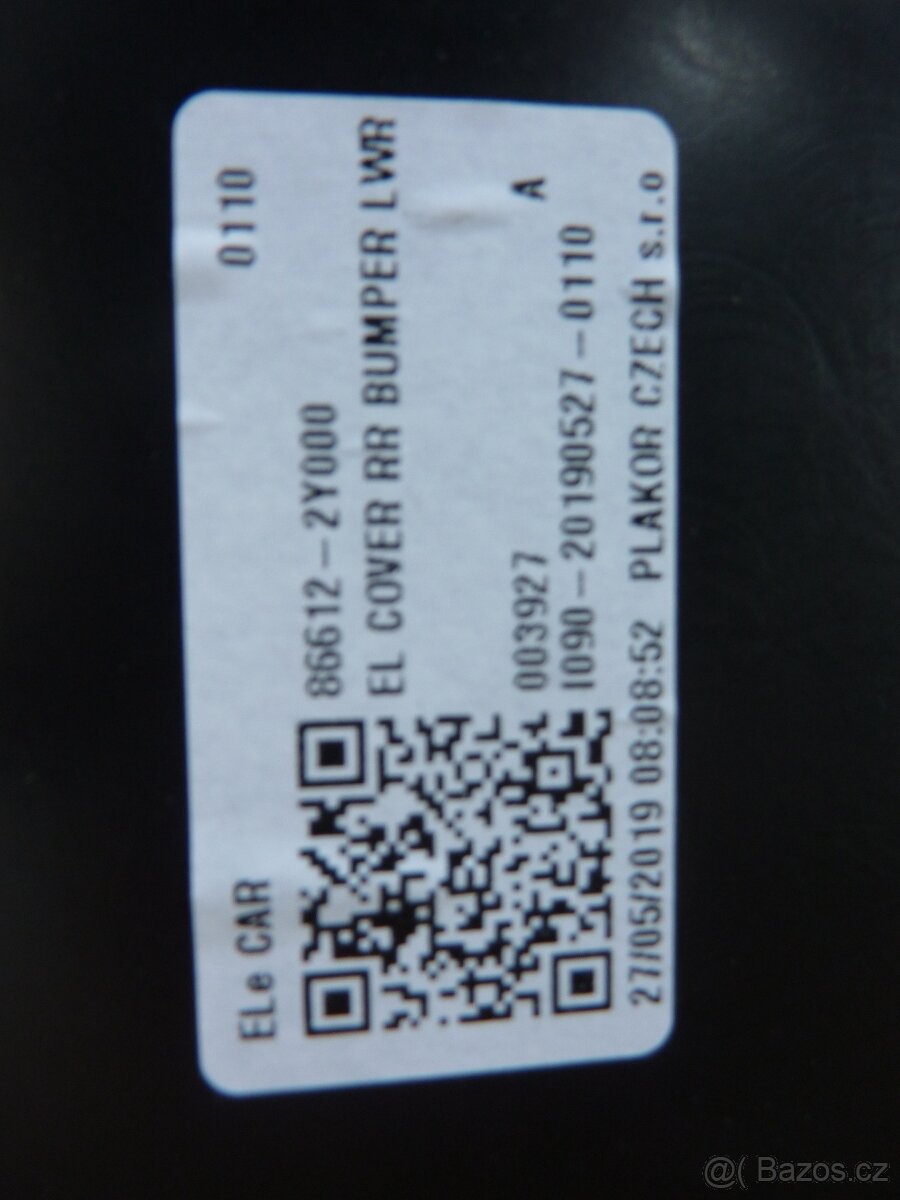 ELe CAR 0110
86612-2Y000
EL COVER RR BUMPER LWR
003927 A
I090-20190527-0110
27/05/2019 08:08:52 PLAKOR CZECH s.r.o
@( Bazos.cz